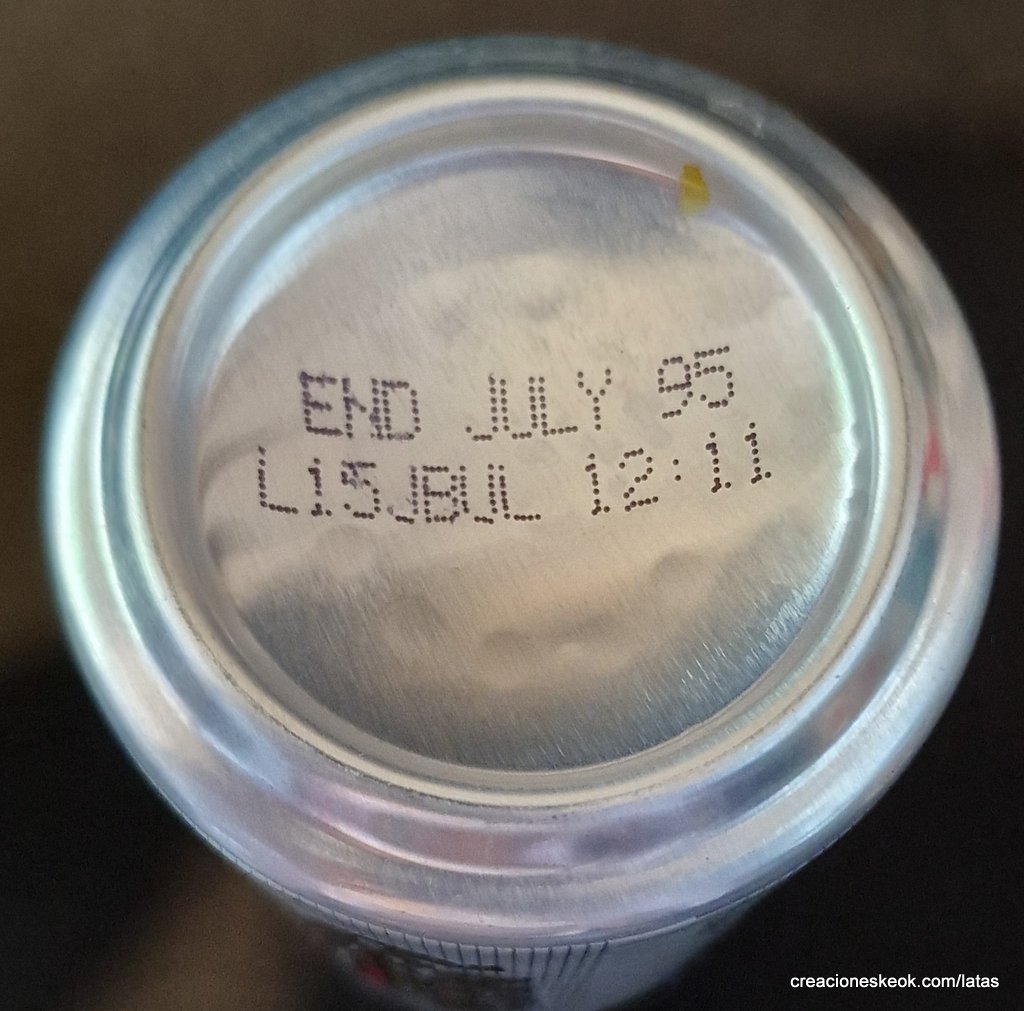 END JULY 95
L15JBUL 12:11
creacioneskeok.com/latas